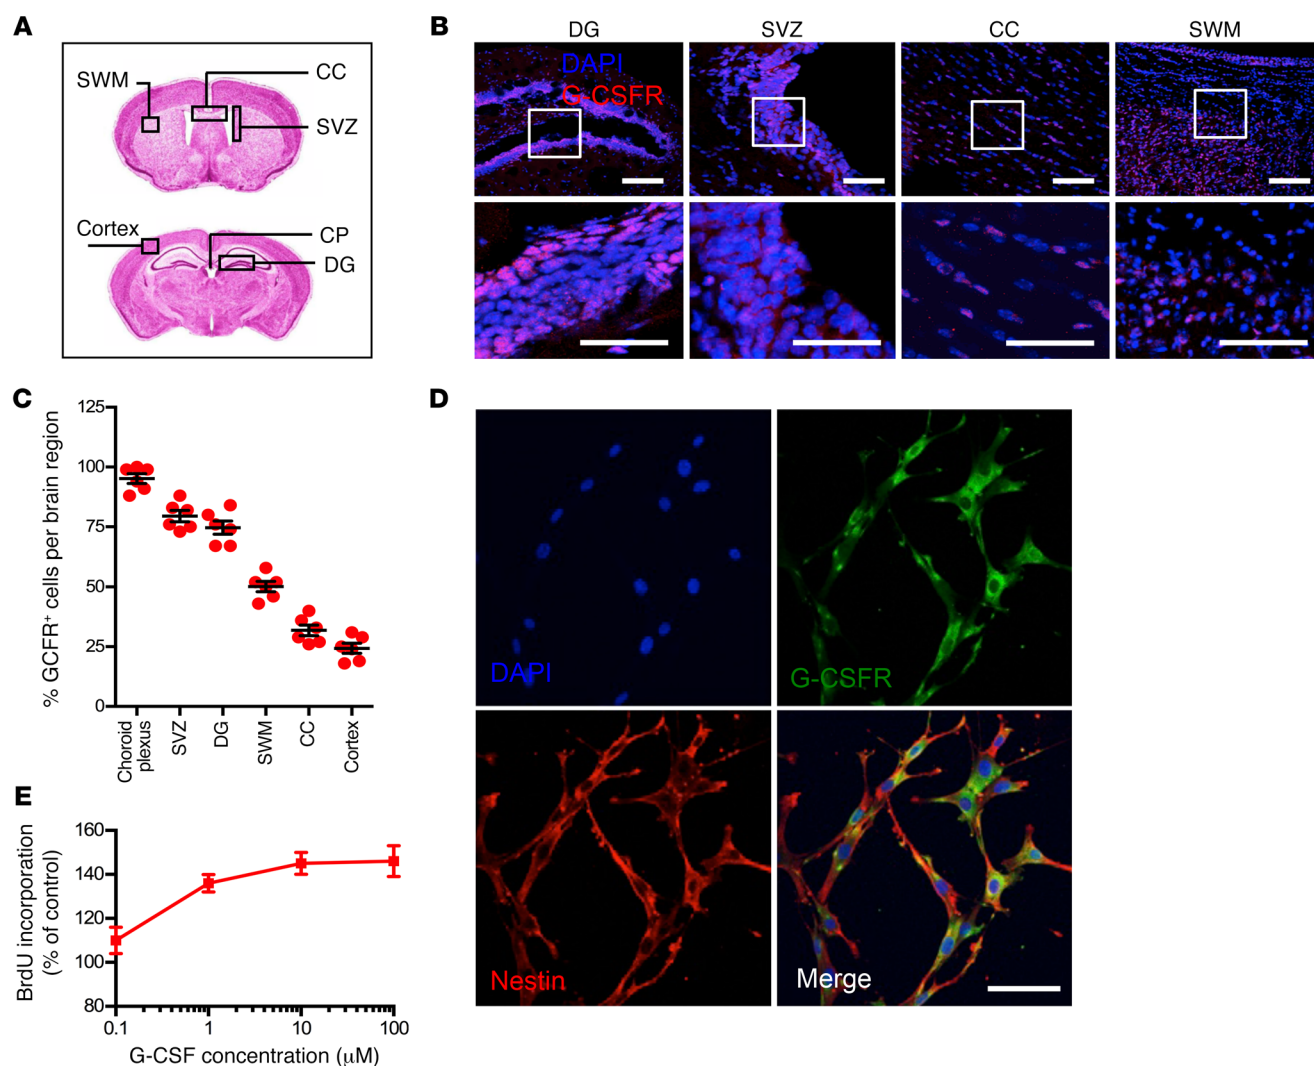 A
SWM
CC
SVZ
Cortex
CP
DG
B
DG
SVZ
CC
SWM
DAPI
G-CSFR
C
% GCFR+ cells per brain region
125
100
75
50
25
0
Choroid
plexus
SVZ
DG
SWM
CC
Cortex
D
DAPI
G-CSFR
Nestin
Merge
E
BrdU incorporation
(% of control)
160
140
120
100
80
0.1
1
10
100
G-CSF concentration (μM)